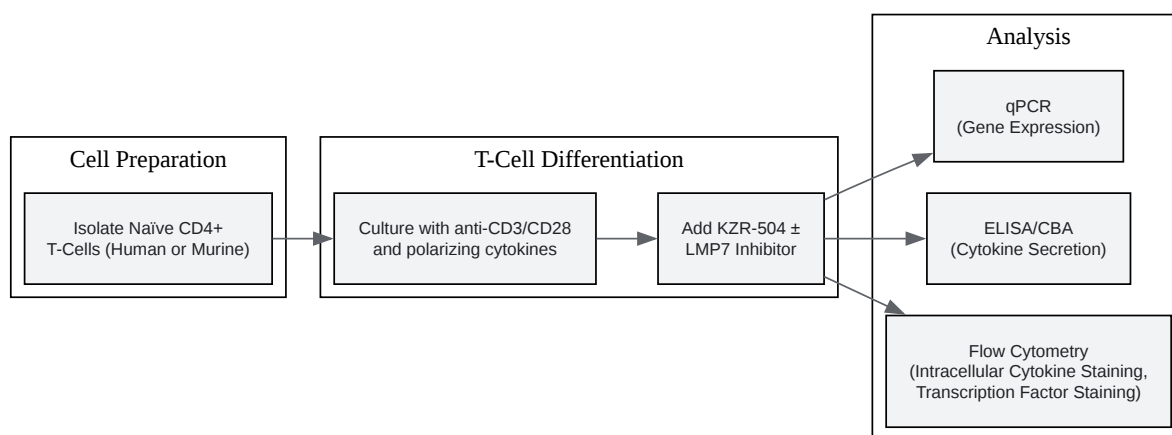 Cell Preparation
Isolate Naïve CD4+
T-Cells (Human or Murine)
T-Cell Differentiation
Culture with anti-CD3/CD28
and polarizing cytokines
Add KZR-504 ±
LMP7 Inhibitor
Analysis
qPCR
(Gene Expression)
ELISA/CBA
(Cytokine Secretion)
Flow Cytometry
(Intracellular Cytokine Staining,
Transcription Factor Staining)